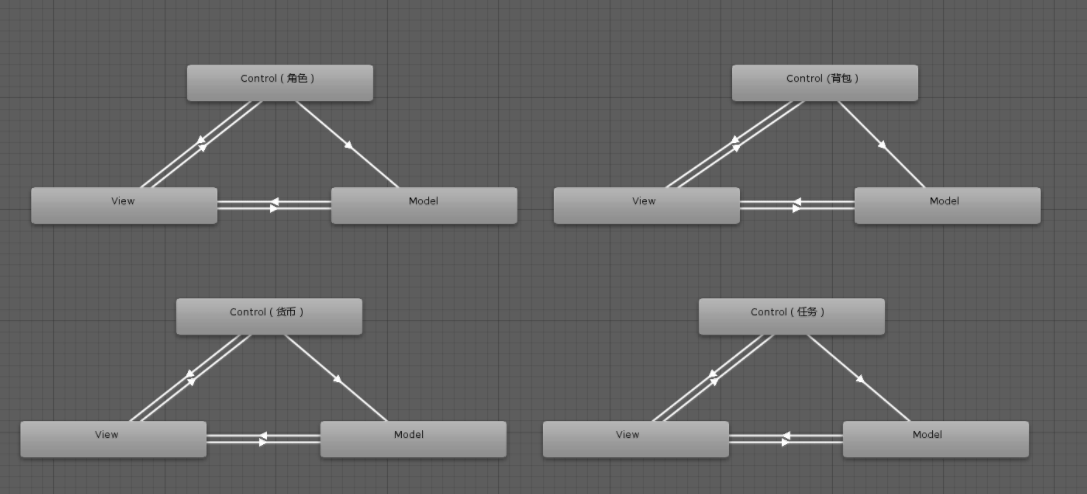 Control ( 角色 )
Control (背包 )
View
Model
View
Model
Control ( 货币 )
Control ( 任务 )
View
Model
View
Model